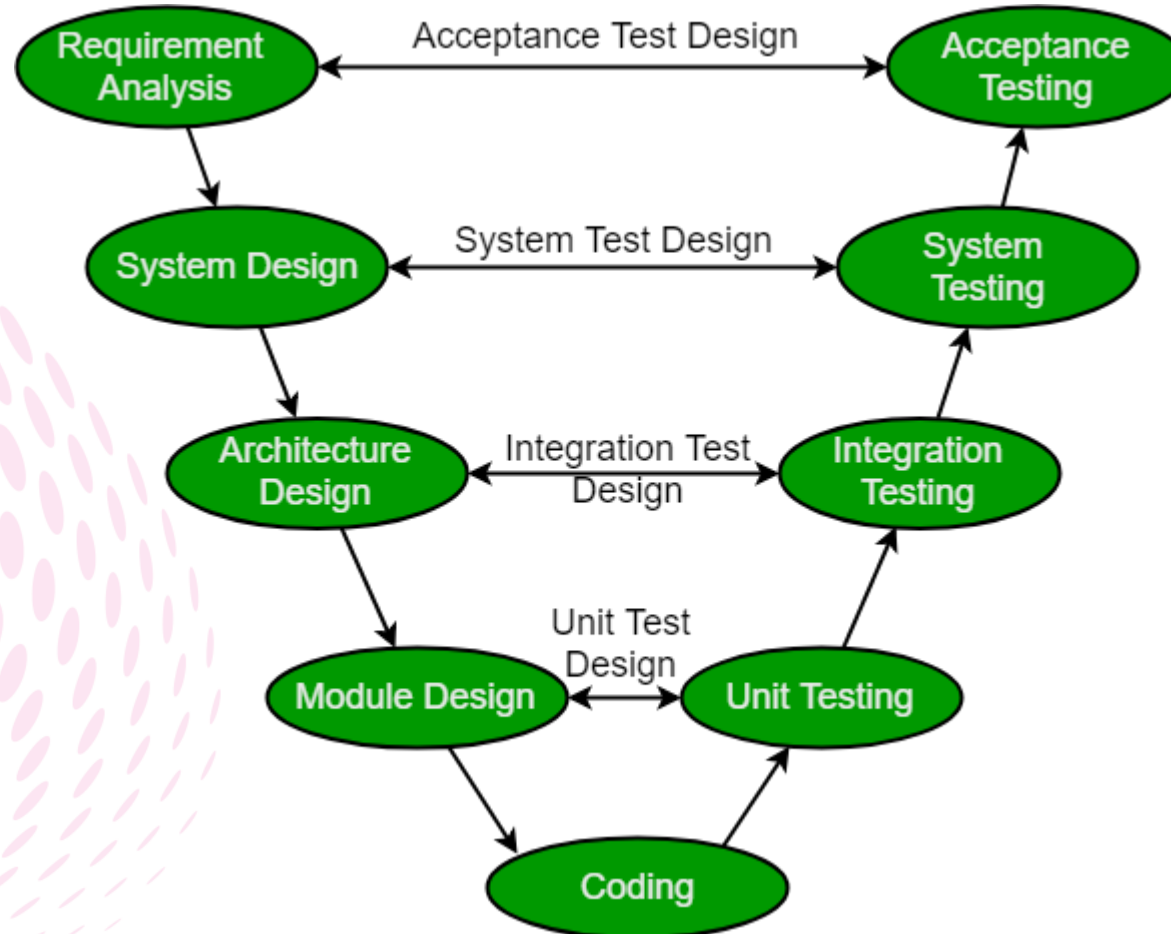 Requirement
Analysis
Acceptance Test Design
Acceptance
Testing
System Design
System Test Design
System
Testing
Architecture
Design
Integration Test
Design
Integration
Testing
Module Design
Unit Test
Design
Unit Testing
Coding